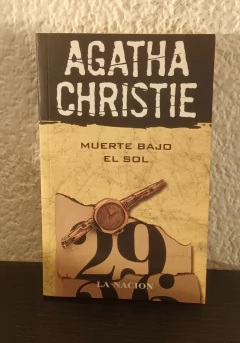 AGATHA
CHRISTIE
MUERTE BAJO
EL SOL
29
LA NACION